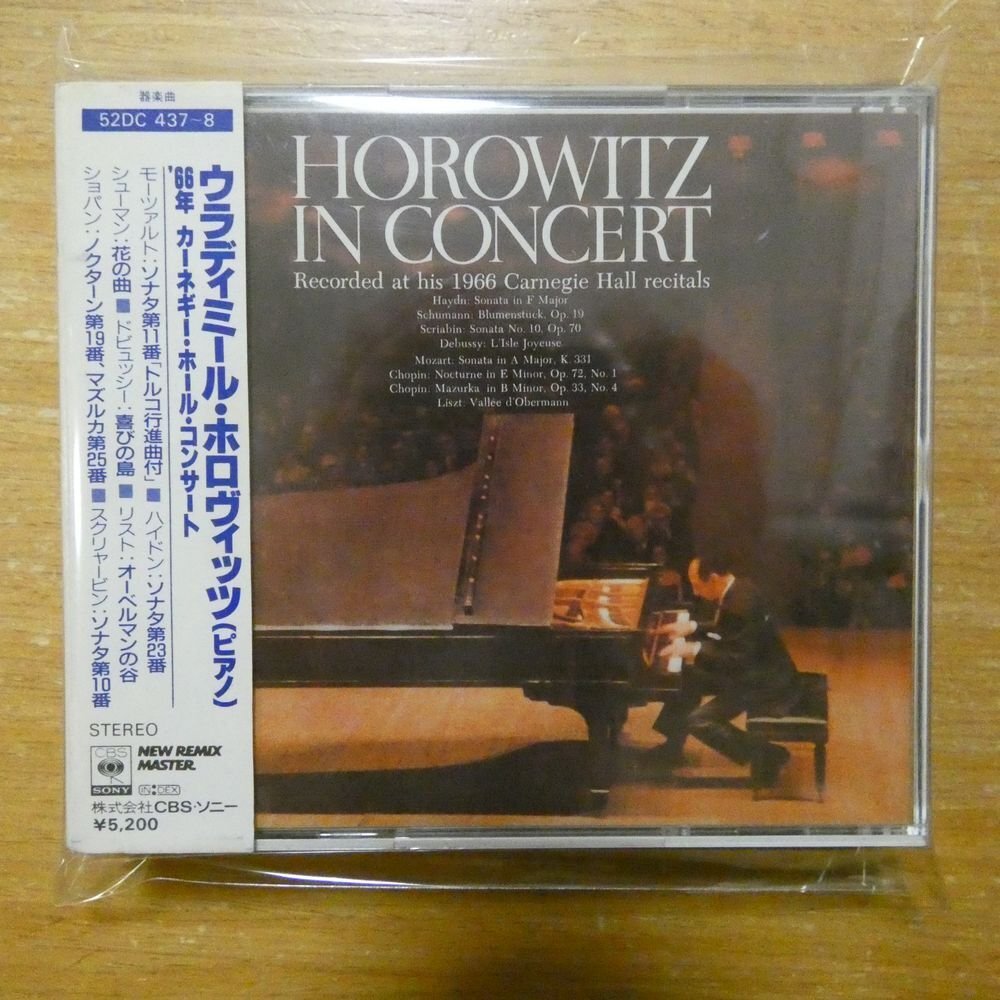 器楽曲
52DC 437~8
ウラディミール・ホロヴィッツ(ピアノ)
'66年 カーネギー・ホール・コンサート
モーツァルト:ソナタ第11番「トルコ行進曲付」■ハイドン:ソナタ第23番
シューマン:花の曲■ドビュッシー:喜びの島■リスト:オーベルマンの谷
ショパン:ノクターン第19番、マズルカ第25番■スクリャービン:ソナタ第10番
STEREO
CBS
SONY
NEW REMIX
MASTER
INDEX
株式会社CBS・ソニー
¥5,200
HOROWITZ
IN CONCERT
Recorded at his 1966 Carnegie Hall recitals
Haydn: Sonata in F Major
Schumann: Blumenstück, Op. 19
Scriabin: Sonata No. 10, Op. 70
Debussy: L'Isle Joyeuse
Mozart: Sonata in A Major, K. 331
Chopin: Nocturne in E Minor, Op. 72, No. 1
Chopin: Mazurka in B Minor, Op. 33, No. 4
Liszt: Vallée d'Obermann